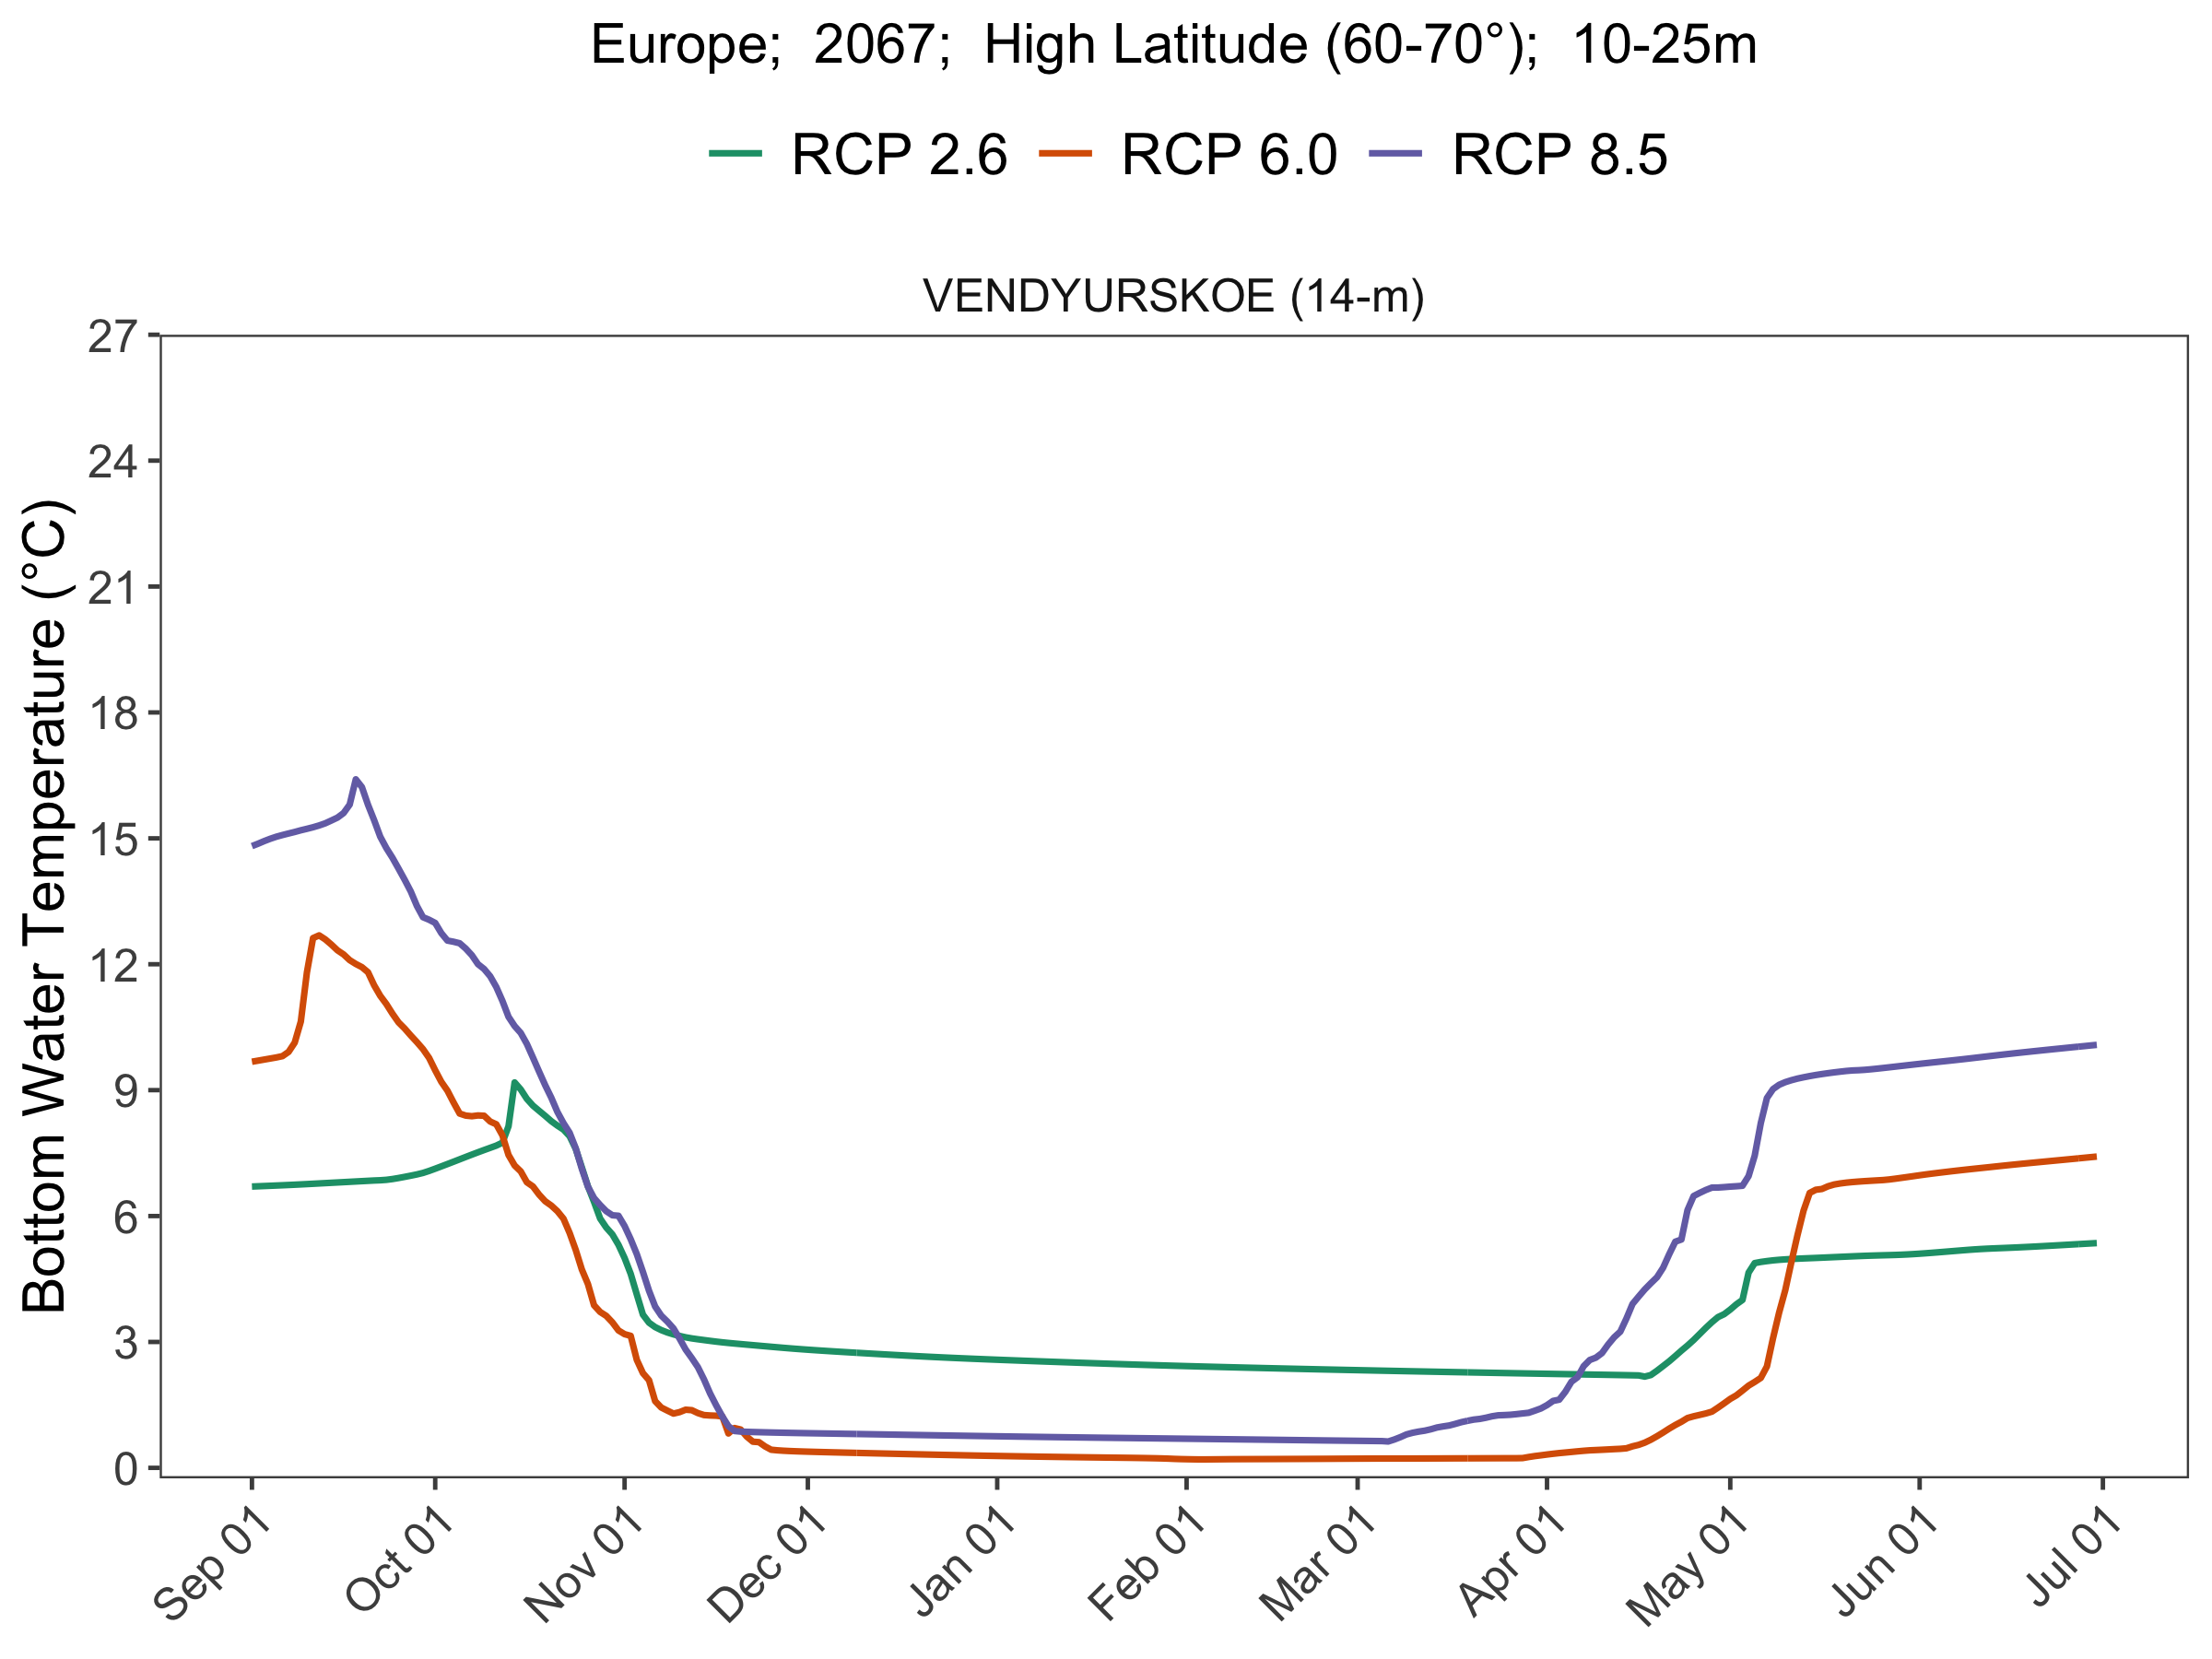 Europe; 2067; High Latitude (60-70°); 10-25m
RCP 2.6 RCP 6.0 RCP 8.5
VENDYURSKOE (14-m)
Bottom Water Temperature (°C)
27
24
21
18
15
12
9
6
3
0
Sep 01 Oct 01 Nov 01 Dec 01 Jan 01 Feb 01 Mar 01 Apr 01 May 01 Jun 01 Jul 01